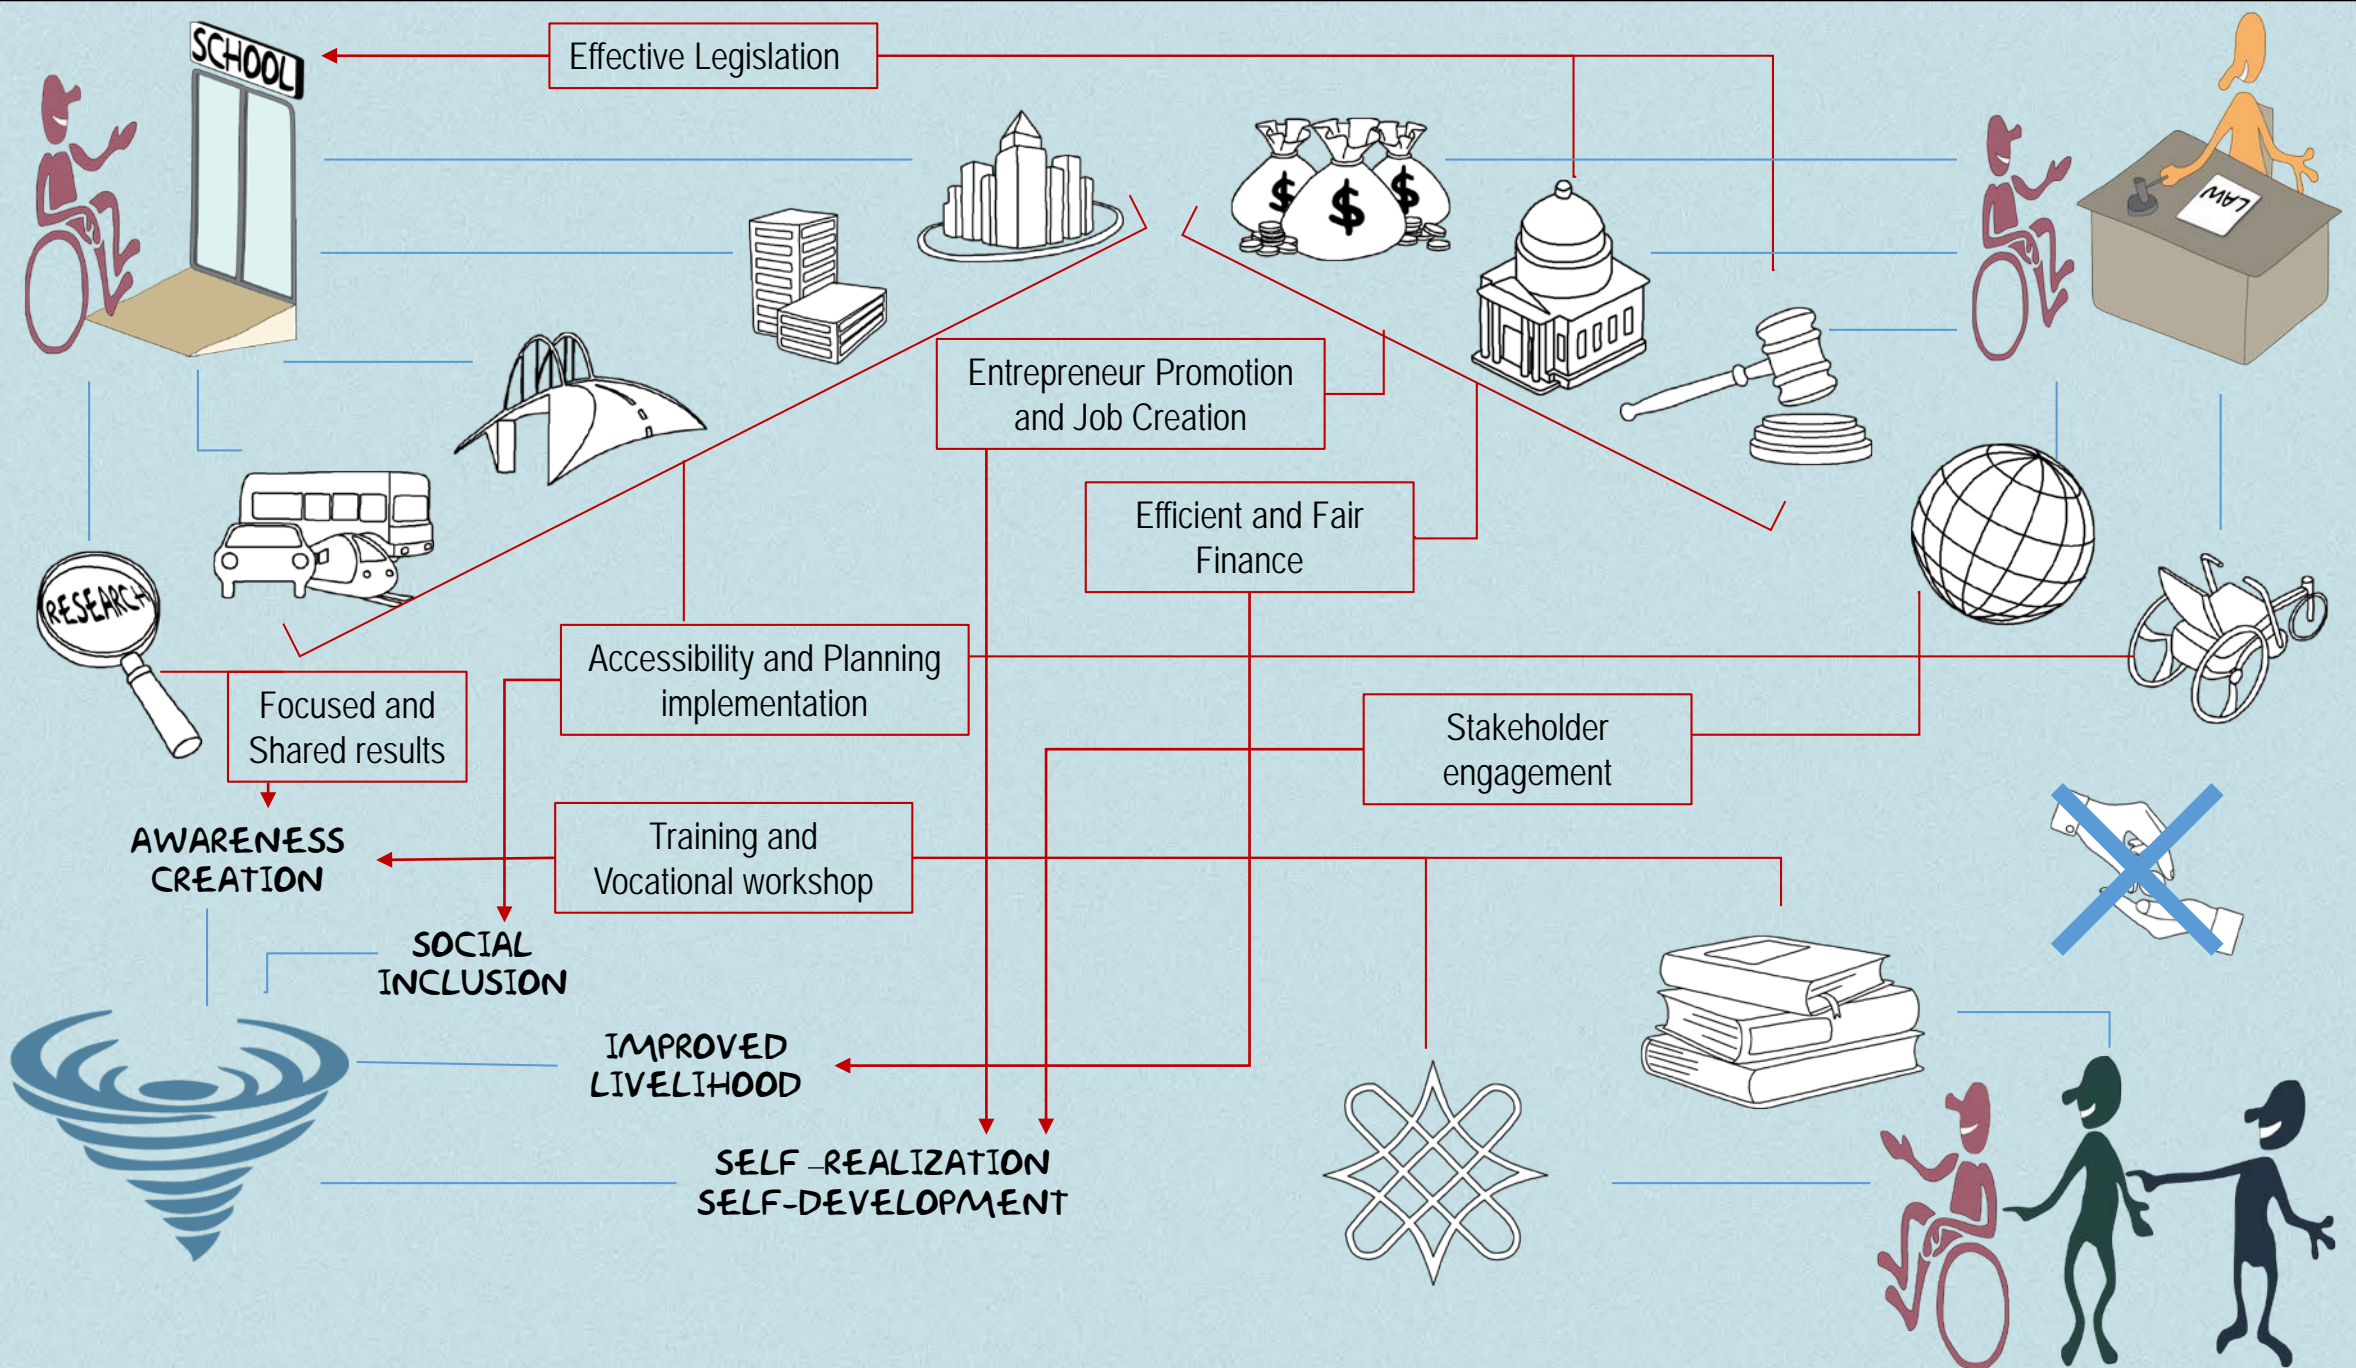 SCHOOL
Effective Legislation
$ $ $
LAW
Entrepreneur Promotion
and Job Creation
Efficient and Fair
Finance
RESEARCH
Accessibility and Planning
implementation
Focused and
Shared results
Stakeholder
engagement
Training and
Vocational workshop
AWARENESS
CREATION
SOCIAL
INCLUSION
IMPROVED
LIVELIHOOD
SELF –REALIZATION
SELF-DEVELOPMENT